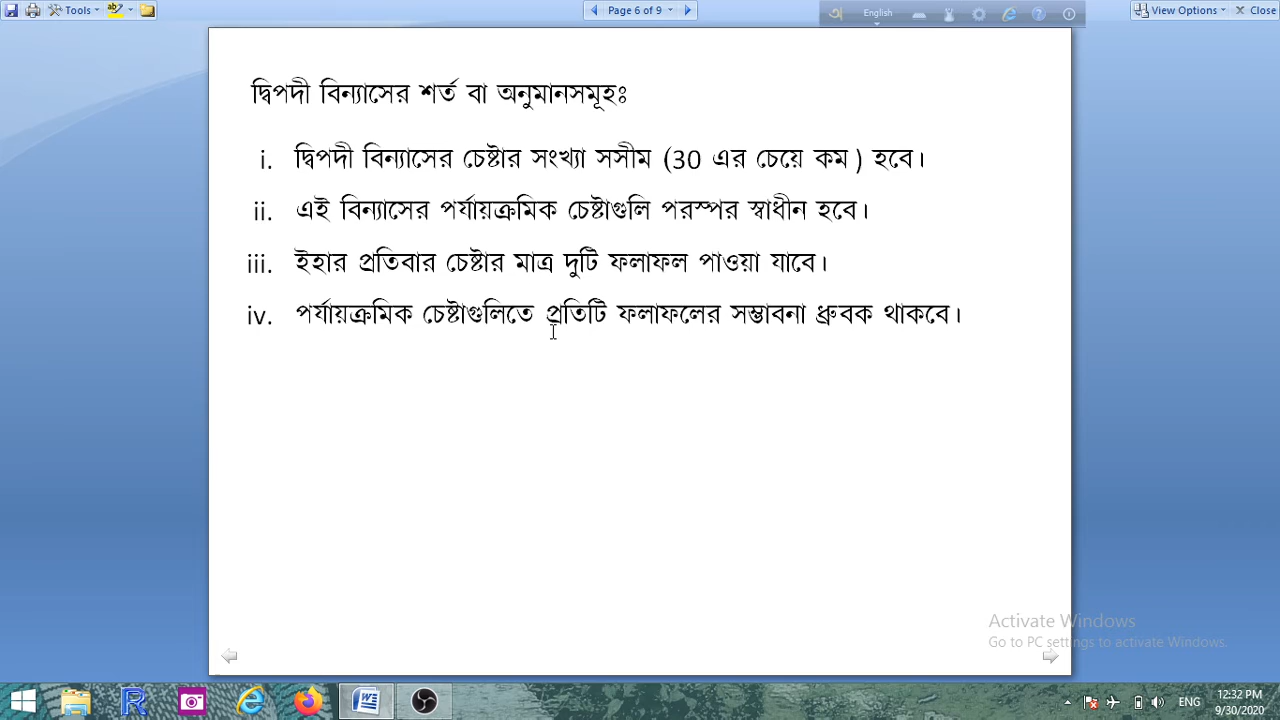 Tools
Page 6 of 9
English
View Options
Close
দ্বিপদী বিন্যাসের শর্ত বা অনুমানসমূহঃ
i. দ্বিপদী বিন্যাসের চেষ্টার সংখ্যা সসীম (30 এর চেয়ে কম ) হবে।
ii. এই বিন্যাসের পর্যায়ক্রমিক চেষ্টাগুলি পরস্পর স্বাধীন হবে।
iii. ইহার প্রতিবার চেষ্টার মাত্র দুটি ফলাফল পাওয়া যাবে।
iv. পর্যায়ক্রমিক চেষ্টাগুলিতে প্রতিটি ফলাফলের সম্ভাবনা ধ্রুবক থাকবে।
Activate Windows
Go to PC settings to activate Windows.
ENG
12:32 PM
9/30/2020